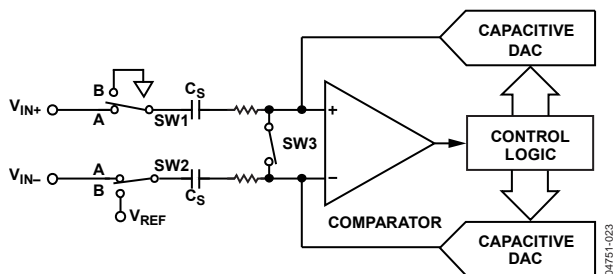 CAPACITIVE
DAC
B
CS
VIN+
A
SW1
+
SW3
CONTROL
LOGIC
VIN–
A
SW2
–
B
CS
VREF
COMPARATOR
CAPACITIVE
DAC
04751-023